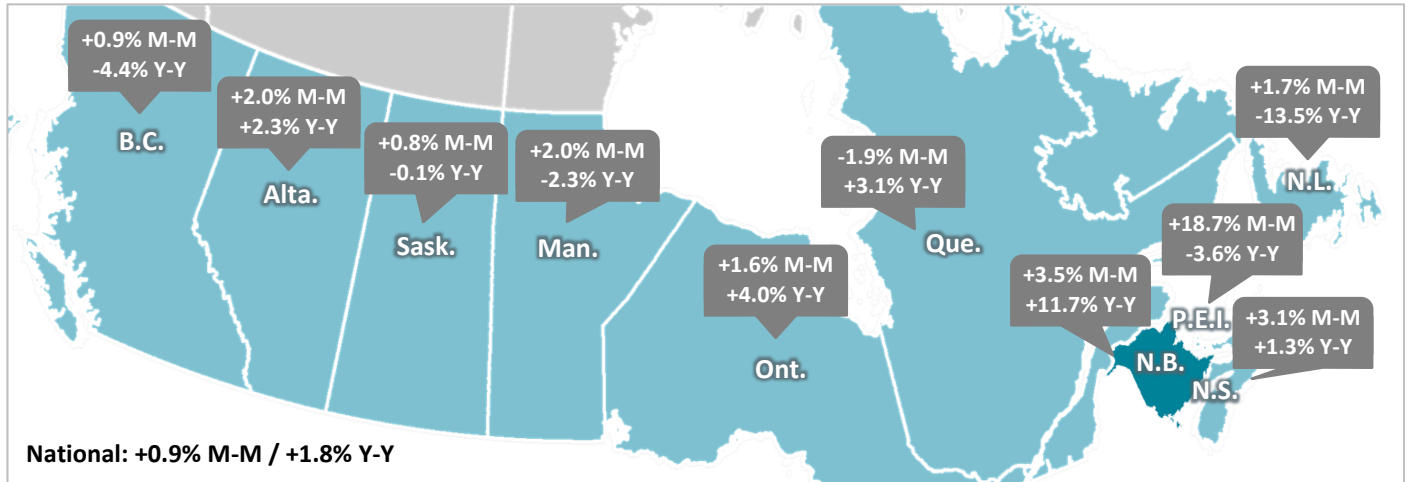 +0.9% M-M
-4.4% Y-Y
B.C.
+2.0% M-M
+2.3% Y-Y
Alta.
+0.8% M-M
-0.1% Y-Y
Sask.
+2.0% M-M
-2.3% Y-Y
Man.
+1.6% M-M
+4.0% Y-Y
Ont.
-1.9% M-M
+3.1% Y-Y
Que.
+1.7% M-M
-13.5% Y-Y
N.L.
+18.7% M-M
-3.6% Y-Y
P.E.I.
+3.5% M-M
+11.7% Y-Y
N.B.
+3.1% M-M
+1.3% Y-Y
N.S.
National: +0.9% M-M / +1.8% Y-Y